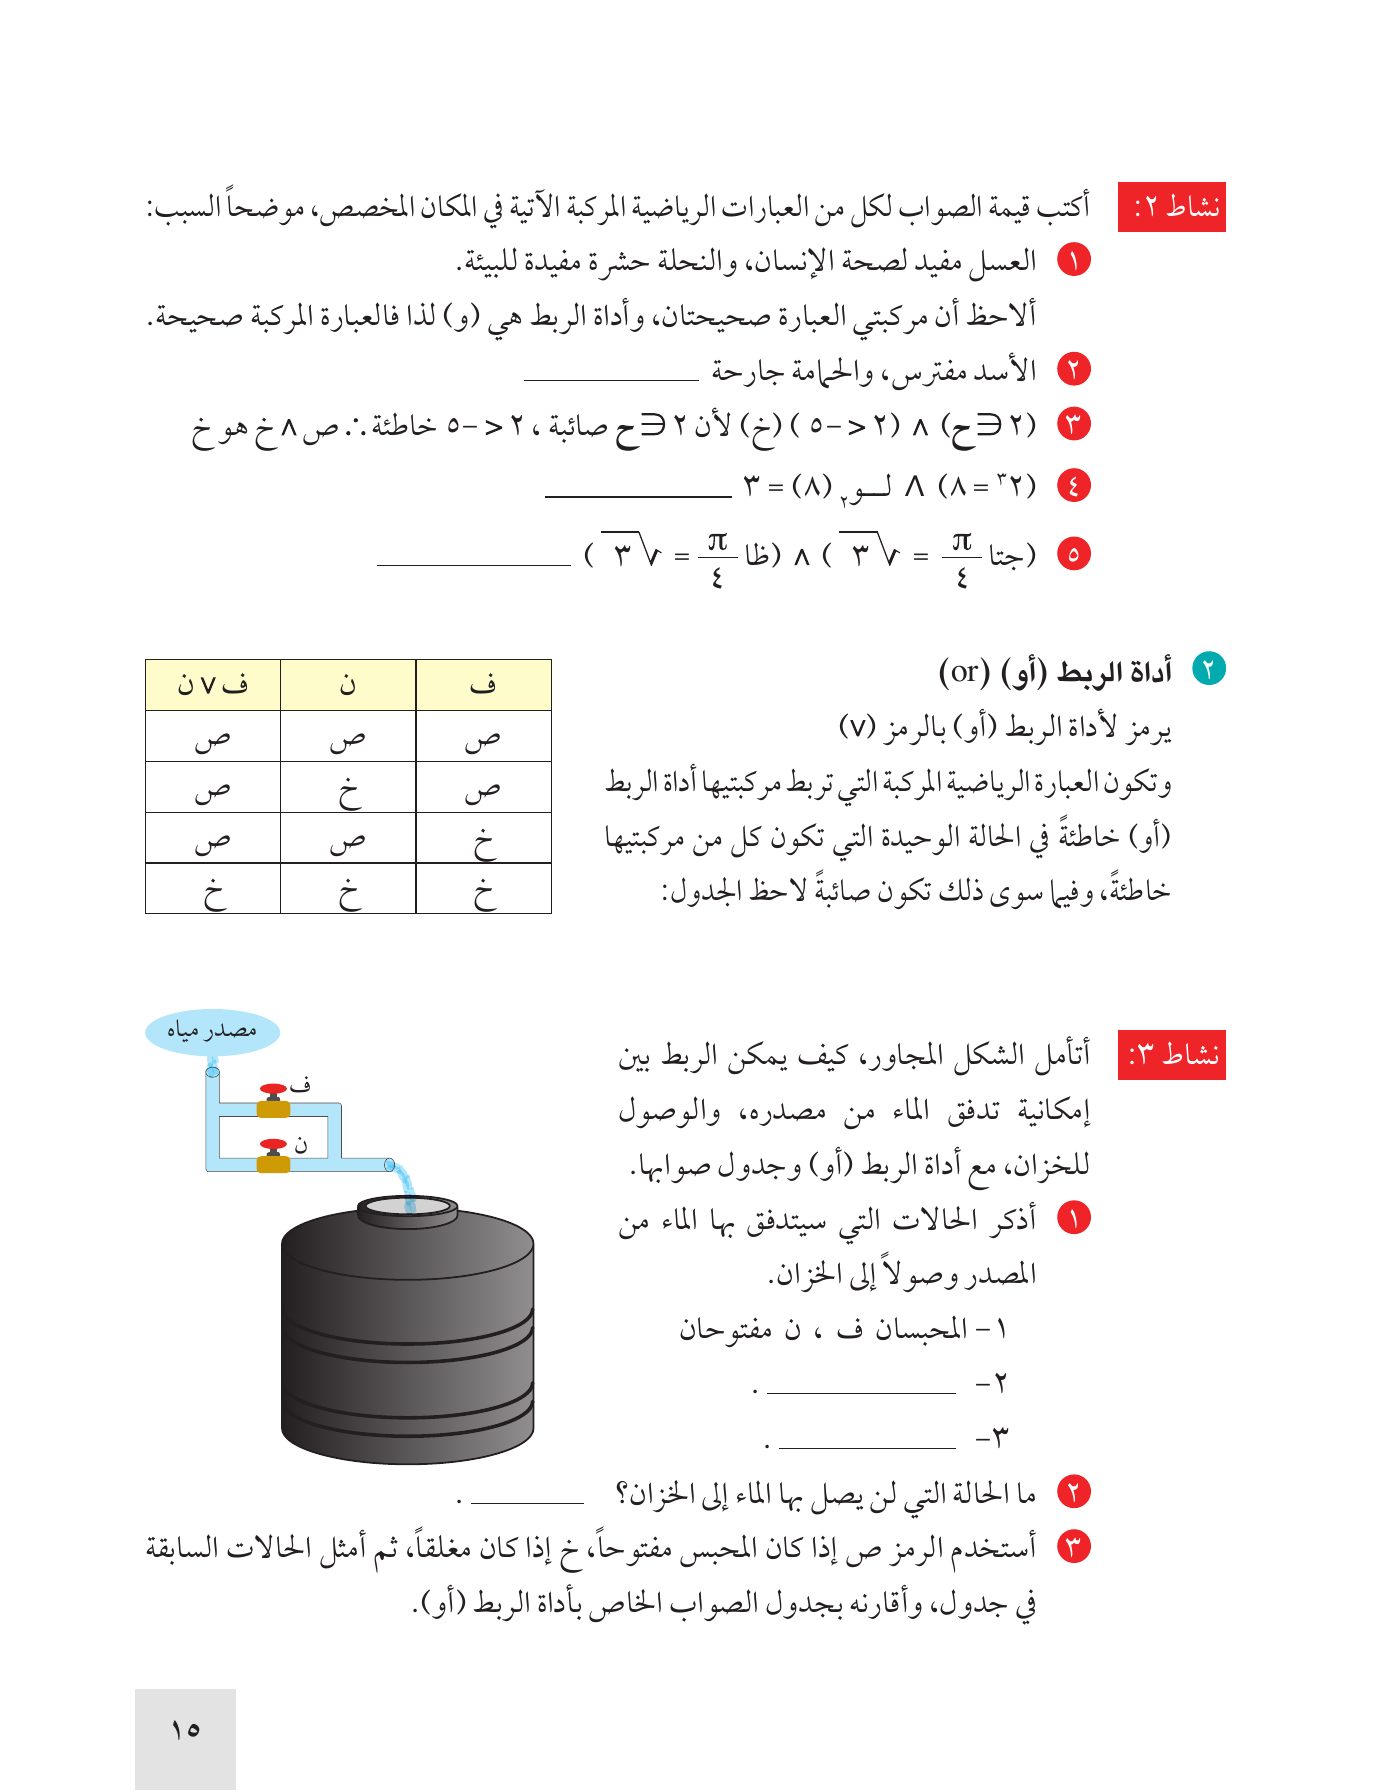 نشاط ٢: أكتب قيمة الصواب لكل من العبارات الرياضية المركبة الآتية في المكان المخصص، موضحاً السبب:
١ العسل مفيد لصحة الإنسان، والنحلة حشرة مفيدة للبيئة.
ألاحظ أن مركبتي العبارة صحيحتان، وأداة الربط هي (و) لذا فالعبارة المركبة صحيحة.
٢ الأسد مفترس، والحمامة جارحة ____________
٣ (٢ ∋ ح) ∧ (٢ < -٥ ) (خ) لأن ٢ ∋ ح صائبة ، ٢ < -٥ خاطئة ∴ ص ∧ خ هو خ
٤ (٢^٣ = ٨) ∧ لـو_٢ (٨) = ٣ ____________
٥ (جتا π/٤ = √٣ ) ∧ (ظا π/٤ = √٣ ) ____________
٢ أداة الربط (أو) (or)
يرمز لأداة الربط (أو) بالرمز (∨)
وتكون العبارة الرياضية المركبة التي تربط مركبتيها أداة الربط
(أو) خاطئةً في الحالة الوحيدة التي تكون كل من مركبتيها
خاطئةً، وفيما سوى ذلك تكون صائبةً لاحظ الجدول:
ف ن ف ∨ ن
ص ص ص
ص خ ص
خ ص ص
خ خ خ
نشاط ٣: أتأمل الشكل المجاور، كيف يمكن الربط بين
إمكانية تدفق الماء من مصدره، والوصول
للخزان، مع أداة الربط (أو) وجدول صوابها.
١ أذكر الحالات التي سيتدفق بها الماء من
المصدر وصولاً إلى الخزان.
١- المحبسان ف ، ن مفتوحان
٢- ____________ .
٣- ____________ .
مصدر مياه
ف
ن
٢ ما الحالة التي لن يصل بها الماء إلى الخزان؟ ________ .
٣ أستخدم الرمز ص إذا كان المحبس مفتوحاً، خ إذا كان مغلقاً، ثم أمثل الحالات السابقة
في جدول، وأقارنه بجدول الصواب الخاص بأداة الربط (أو).
١٥